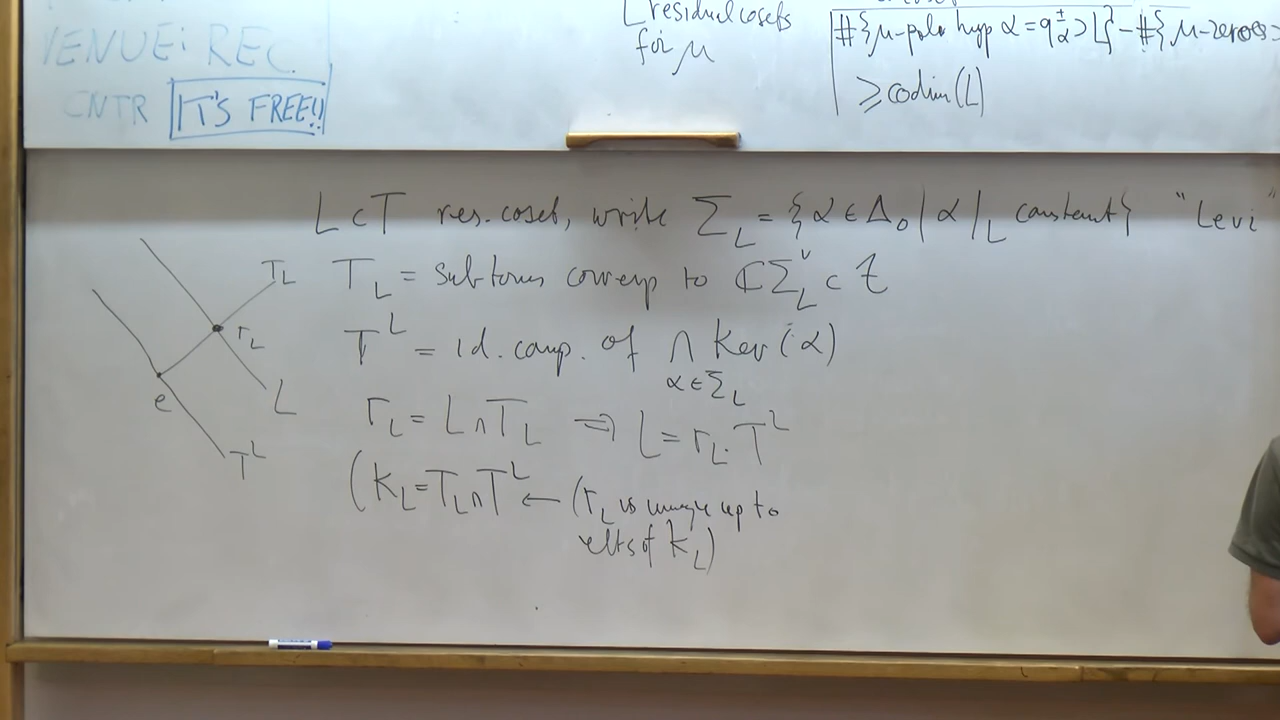 VENUE: REC.
CNTR IT'S FREE!!
L residual cosets
for μ
#{μ-pole hyp α=q_α^± ⊃ L} - #{μ-zeroes
≥ codim(L)
L⊂T res. coset, write Σ_L = {α ∈ Δ_0 | α|_L constant} "Levi"
T_L = subtorus corresp to ℂΣ_L^∨ ⊂ t
T^L = id. comp. of ∩_{α∈Σ_L} Ker(α)
r_L = L∩T_L ⇒ L = r_L.T^L
(K_L = T_L∩T^L ← (r_L is unique up to
elts of K_L)
T_L
r_L
L
e
T^L